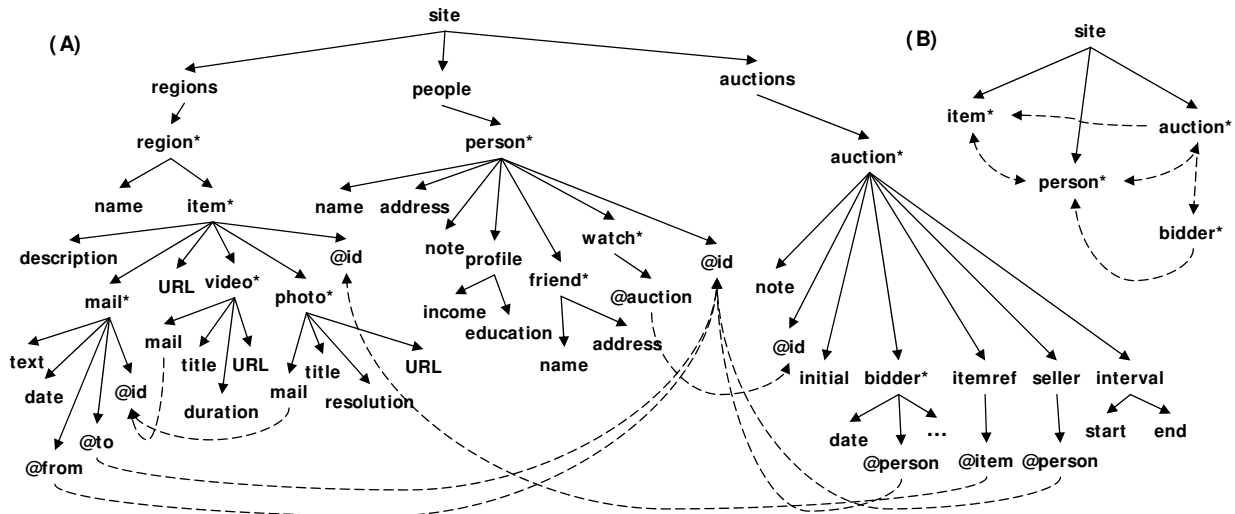 site
(A)
(B)
site
regions
people
auctions
item*
auction*
region*
person*
auction*
person*
name
item*
name
address
bidder*
description
@id
note
profile
watch*
@id
mail*
URL
video*
photo*
friend*
@auction
note
text
mail
income
education
@id
date
@id
title
URL
title
URL
name
address
initial
bidder*
itemref
seller
interval
duration
mail
resolution
@to
date
...
start
end
@from
@person
@item
@person